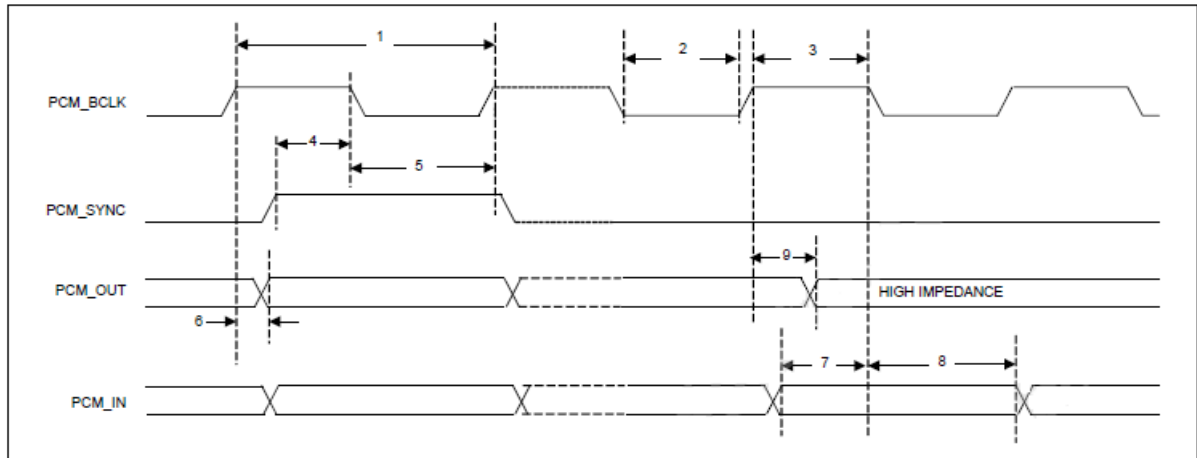 1
2
3
PCM_BCLK
4
5
PCM_SYNC
9
PCM_OUT
HIGH IMPEDANCE
6
7
8
PCM_IN